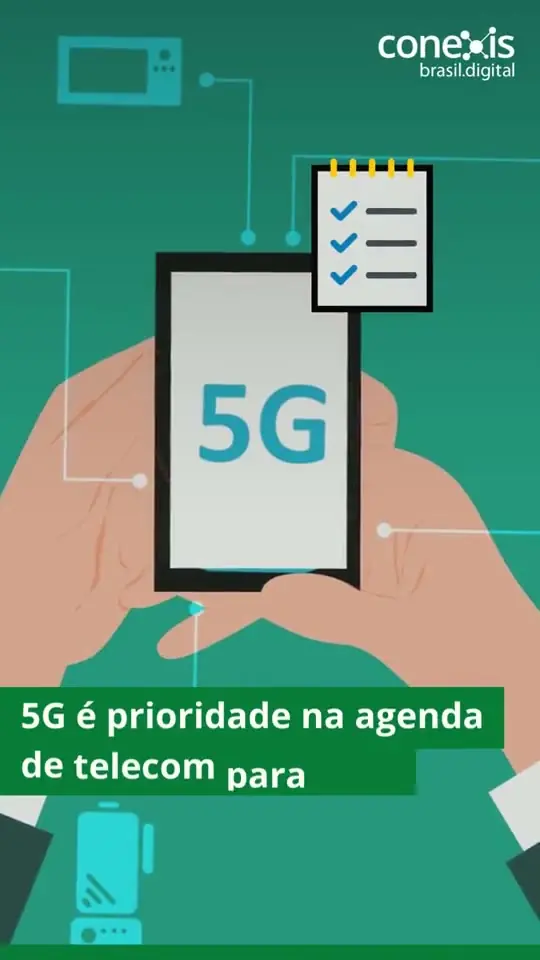 conexis
brasil.digital
5G
5G é prioridade na agenda
de telecom para